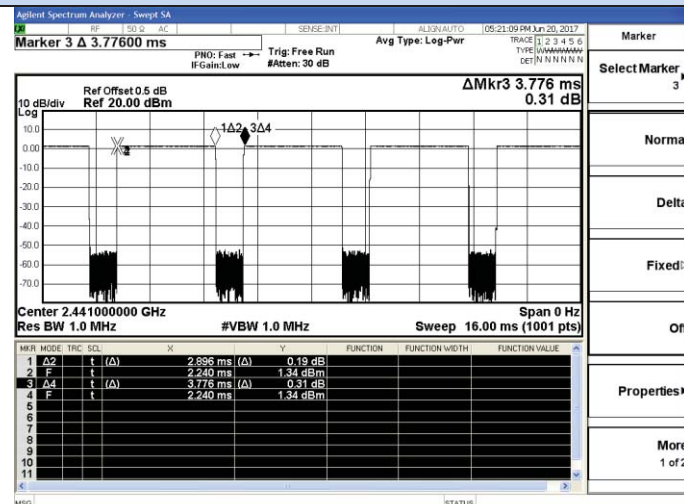 Agilent Spectrum Analyzer - Swept SA
RF 50 Ω AC SENSE:INT ALIGNAUTO 05:21:09 PM Jun 20, 2017
Marker 3 Δ 3.77600 ms
PNO: Fast
IFGain:Low
Trig: Free Run
#Atten: 30 dB
Avg Type: Log-Pwr
TRACE 1 2 3 4 5 6
TYPE
DET N N N N N N
Ref Offset 0.5 dB
Ref 20.00 dBm
10 dB/div
Log
ΔMkr3 3.776 ms
0.31 dB
10.0
0.00
-10.0
-20.0
-30.0
-40.0
-50.0
-60.0
-70.0
1Δ2
3Δ4
Center 2.441000000 GHz
Span 0 Hz
Res BW 1.0 MHz
#VBW 1.0 MHz
Sweep 16.00 ms (1001 pts)
MKR MODE TRC SCL X Y FUNCTION FUNCTION WIDTH FUNCTION VALUE
1 Δ2 t (Δ) 2.896 ms (Δ) 0.19 dB
2 F t 2.240 ms 1.34 dBm
3 Δ4 t (Δ) 3.776 ms (Δ) 0.31 dB
4 F t 2.240 ms 1.34 dBm
5
6
7
8
9
10
11
MSG
STATUS
Marker
Select Marker
3
Norma
Delta
Fixed
Of
Properties
More
1 of 2